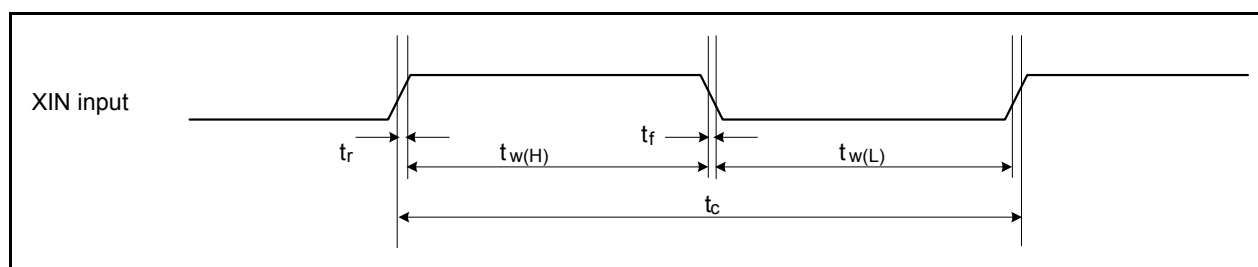 XIN input
tr
tw(H)
tf
tw(L)
tc